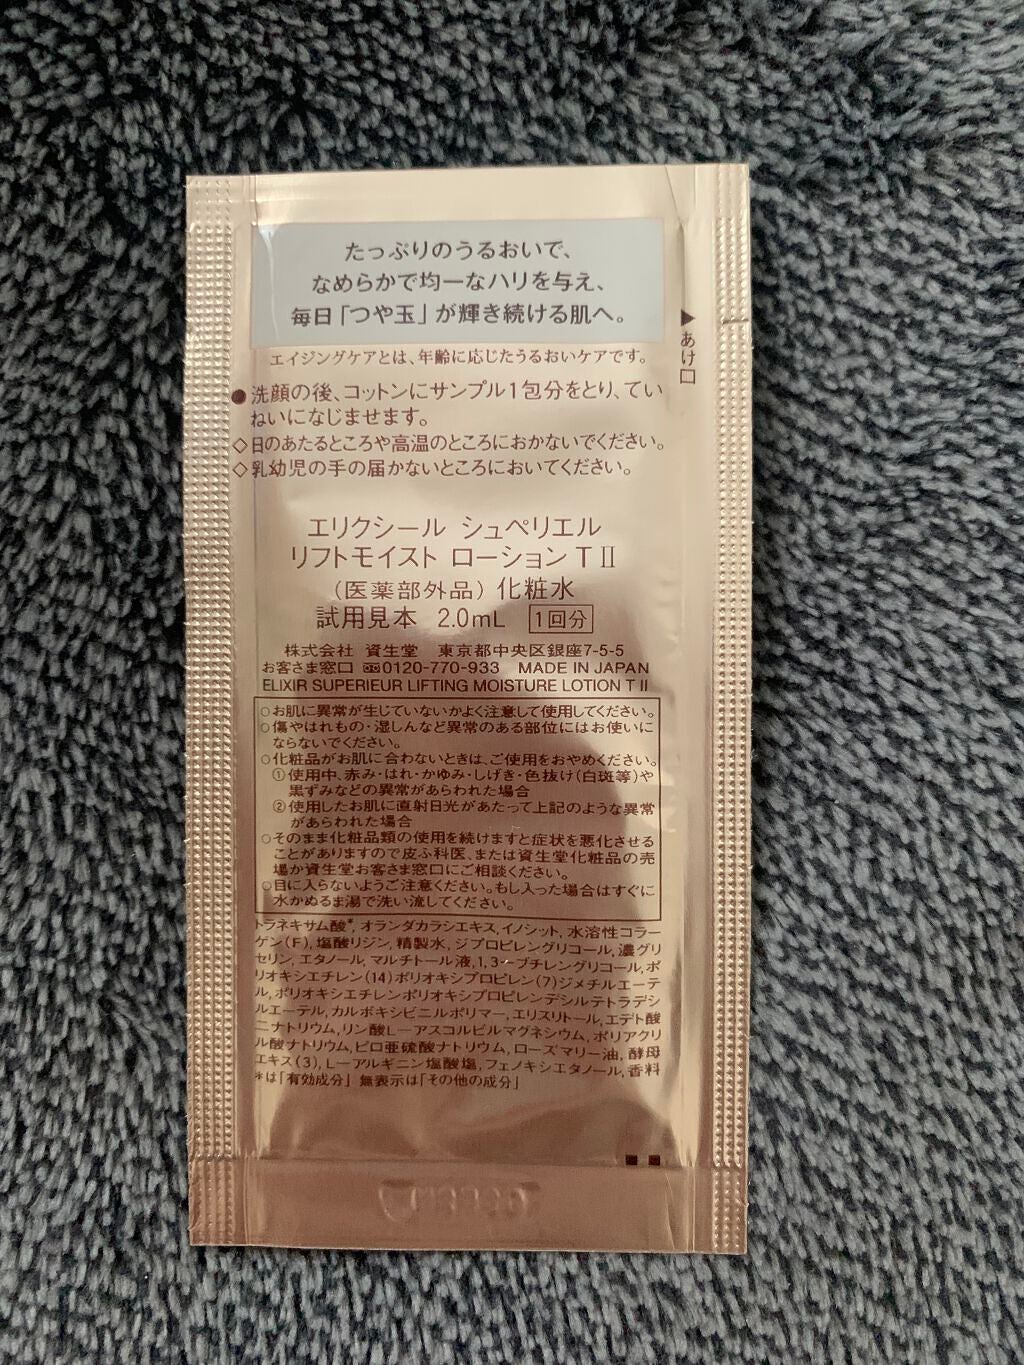 たっぷりのうるおいで、
なめらかで均一なハリを与え、
毎日「つや玉」が輝き続ける肌へ。
▶あけ口
エイジングケアとは、年齢に応じたうるおいケアです。
●洗顔の後、コットンにサンプル1包分をとり、てい
ねいになじませます。
◇日のあたるところや高温のところにおかないでください。
◇乳幼児の手の届かないところにおいてください。
エリクシール シュペリエル
リフトモイスト ローション T II
(医薬部外品) 化粧水
試用見本 2.0mL 1回分
株式会社 資生堂 東京都中央区銀座7-5-5
お客さま窓口 0120-770-933 MADE IN JAPAN
ELIXIR SUPERIEUR LIFTING MOISTURE LOTION T II
○お肌に異常が生じていないかよく注意して使用してください。
○傷やはれもの・湿しんなど異常のある部位にはお使いに
ならないでください。
○化粧品がお肌に合わないときは、ご使用をおやめください。
①使用中、赤み・はれ・かゆみ・しげき・色抜け(白斑等)や
黒ずみなどの異常があらわれた場合
②使用したお肌に直射日光があたって上記のような異常
があらわれた場合
○そのまま化粧品類の使用を続けますと症状を悪化させる
ことがありますので皮ふ科医、または資生堂化粧品の売
場か資生堂お客さま窓口にご相談ください。
○目に入らないようご注意ください。もし入った場合はすぐに
水かぬるま湯で洗い流してください。
トラネキサム酸*, オランダカラシエキス, イノシット, 水溶性コラー
ゲン(F), 塩酸リジン, 精製水, ジプロピレングリコール, 濃グリ
セリン, エタノール, マルチトール液, 1,3-ブチレングリコール, ポ
リオキシエチレン(14)ポリオキシプロピレン(7)ジメチルエーテ
ル, ポリオキシエチレンポリオキシプロピレンデシルテトラデシ
ルエーテル, カルボキシビニルポリマー, エリスリトール, エデト酸
二ナトリウム, リン酸L-アスコルビルマグネシウム, ポリアクリ
ル酸ナトリウム, ピロ亜硫酸ナトリウム, ローズマリー油, 酵母
エキス(3), L-アルギニン塩酸塩, フェノキシエタノール, 香料
*は「有効成分」 無表示は「その他の成分」